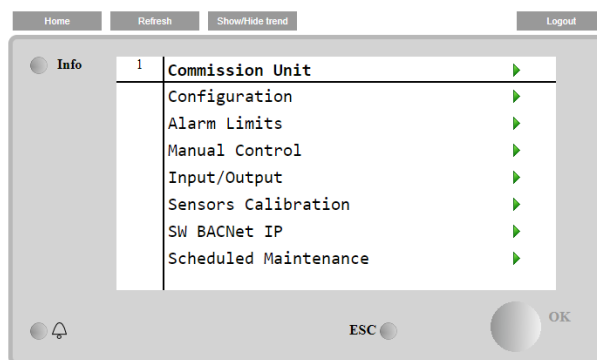 Home Refresh Show/Hide trend Logout
Info 1 Commission Unit
Configuration
Alarm Limits
Manual Control
Input/Output
Sensors Calibration
SW BACNet IP
Scheduled Maintenance
ESC OK